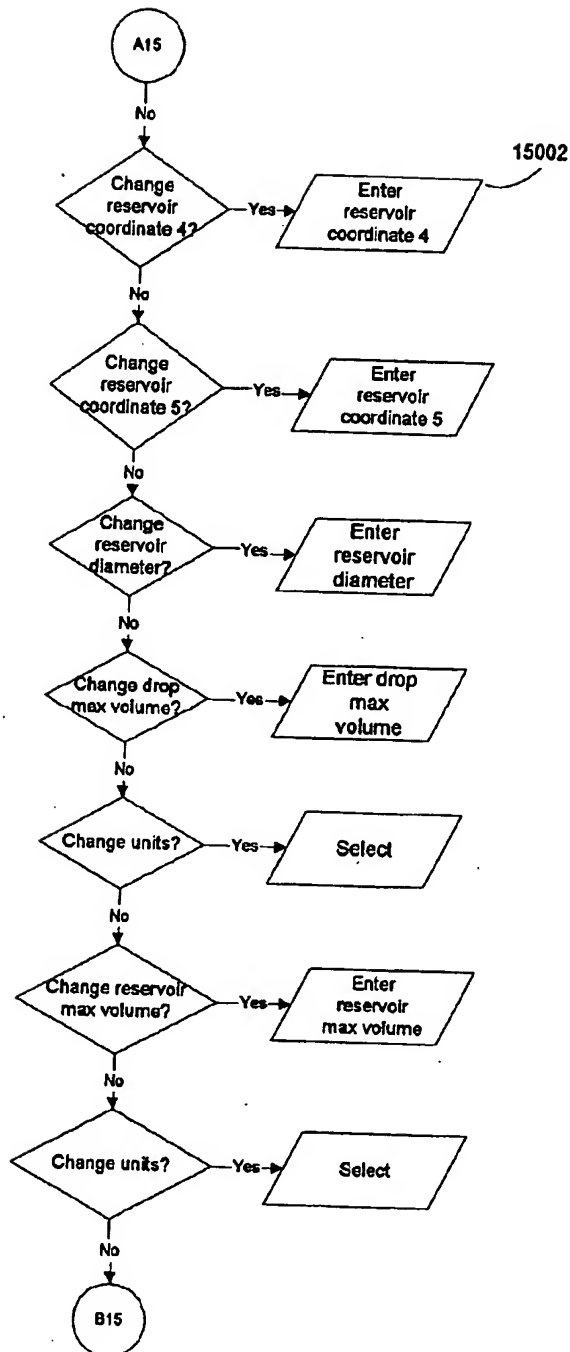 A15
No
15002
Change
reservoir
coordinate 4?
Yes
Enter
reservoir
coordinate 4
No
Change
reservoir
coordinate 5?
Yes
Enter
reservoir
coordinate 5
No
Change
reservoir
diameter?
Yes
Enter
reservoir
diameter
No
Change drop
max volume?
Yes
Enter drop
max
volume
No
Change units?
Yes
Select
No
Change reservoir
max volume?
Yes
Enter
reservoir
max volume
No
Change units?
Yes
Select
No
B15